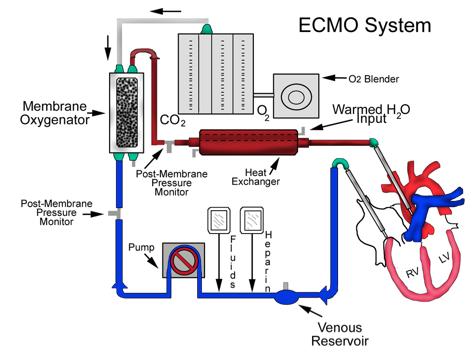 ECMO System
O2 Blender
CO2
O2
Membrane
Oxygenator
Warmed H2O
Input
Post-Membrane
Pressure
Monitor
Heat
Exchanger
Post-Membrane
Pressure
Monitor
Pump
Fluids
Heparin
RV
LV
Venous
Reservoir